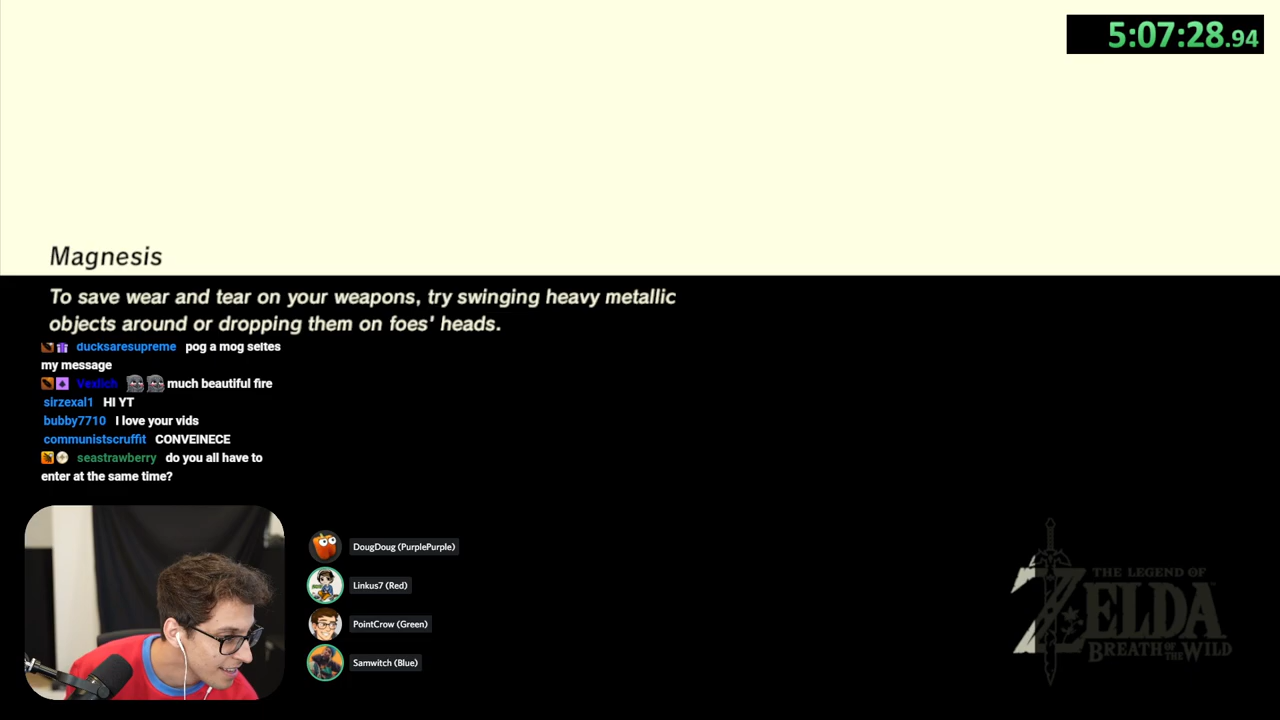 5:07:28.94
Magnesis
To save wear and tear on your weapons, try swinging heavy metallic
objects around or dropping them on foes' heads.
ducksaresupreme pog a mog seltes
my message
Vexlich much beautiful fire
sirzexal1 HI YT
bubby7710 I love your vids
communistscruffit CONVEINECE
seastrawberry do you all have to
enter at the same time?
DougDoug (PurplePurple)
Linkus7 (Red)
PointCrow (Green)
Samwitch (Blue)
THE LEGEND OF
ZELDA
BREATH OF THE WILD